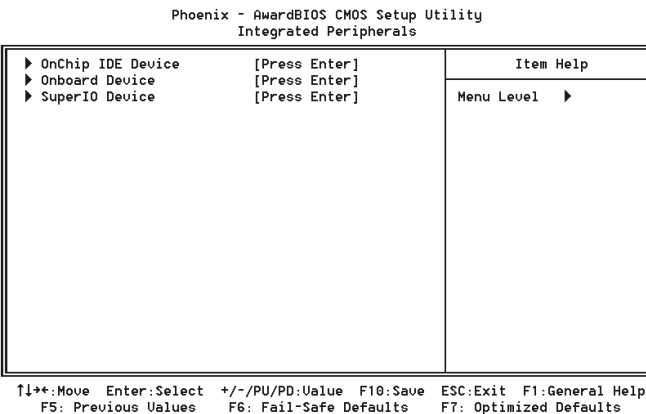 Phoenix - AwardBIOS CMOS Setup Utility
Integrated Peripherals
▶ OnChip IDE Device [Press Enter]
▶ Onboard Device [Press Enter]
▶ SuperIO Device [Press Enter]
Item Help
Menu Level ▶
↑↓→←:Move Enter:Select +/-/PU/PD:Value F10:Save ESC:Exit F1:General Help
F5: Previous Values F6: Fail-Safe Defaults F7: Optimized Defaults